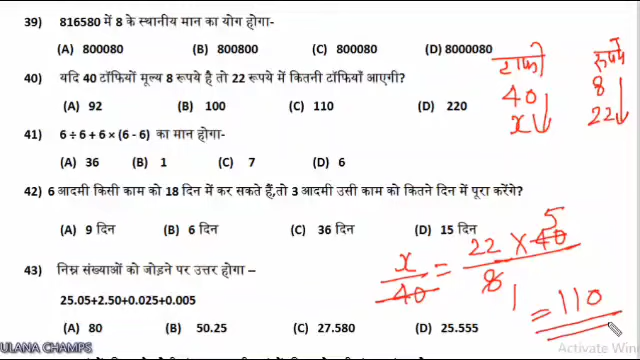 39) 816580 में 8 के स्थानीय मान का योग होगा-
(A) 800080 (B) 800800 (C) 800080 (D) 8000080
40) यदि 40 टॉफियों मूल्य 8 रूपये है तो 22 रूपये में कितनी टॉफियाँ आएगी?
(A) 92 (B) 100 (C) 110 (D) 220
टाफी रूपये
40 8
x 22
41) 6 ÷ 6 + 6 × (6 - 6) का मान होगा-
(A) 36 (B) 1 (C) 7 (D) 6
42) 6 आदमी किसी काम को 18 दिन में कर सकते हैं,तो 3 आदमी उसी काम को कितने दिन में पूरा करेंगे?
(A) 9 दिन (B) 6 दिन (C) 36 दिन (D) 15 दिन
x/40 = 22 × 40/8
5
1
= 110
43) निम्न संख्याओं को जोड़ने पर उत्तर होगा –
25.05+2.50+0.025+0.005
(A) 80 (B) 50.25 (C) 27.580 (D) 25.555
ULANA CHAMPS
Activate Win